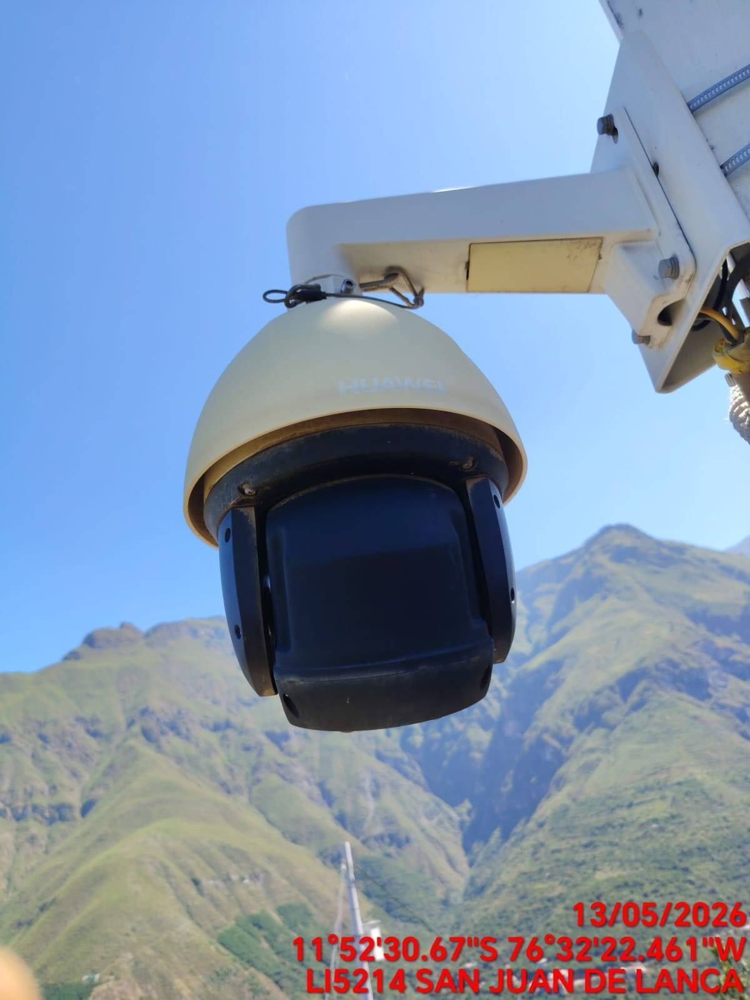 HUAWEI
13/05/2026
11°52'30.67"S 76°32'22.461"W
LI5214 SAN JUAN DE LANCA